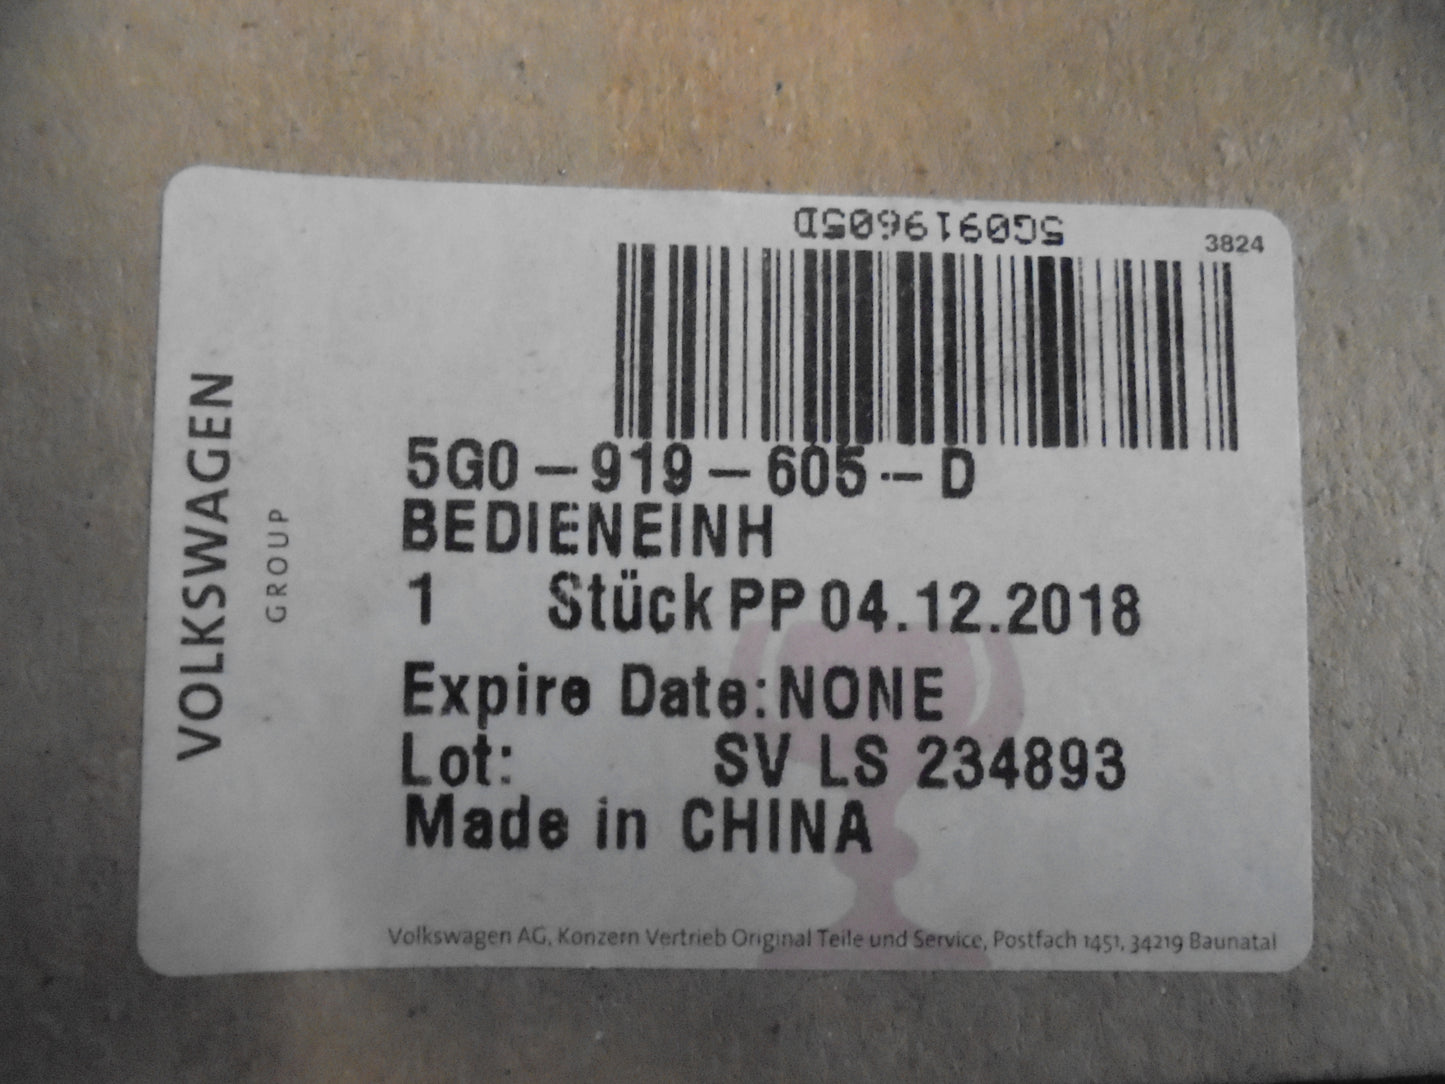 5G0919605D
3824
VOLKSWAGEN
GROUP
5G0-919-605-D
BEDIENEINH
1 Stück PP 04.12.2018
Expire Date:NONE
Lot: SV LS 234893
Made in CHINA
Volkswagen AG, Konzern Vertrieb Original Teile und Service, Postfach 1451, 34219 Baunatal